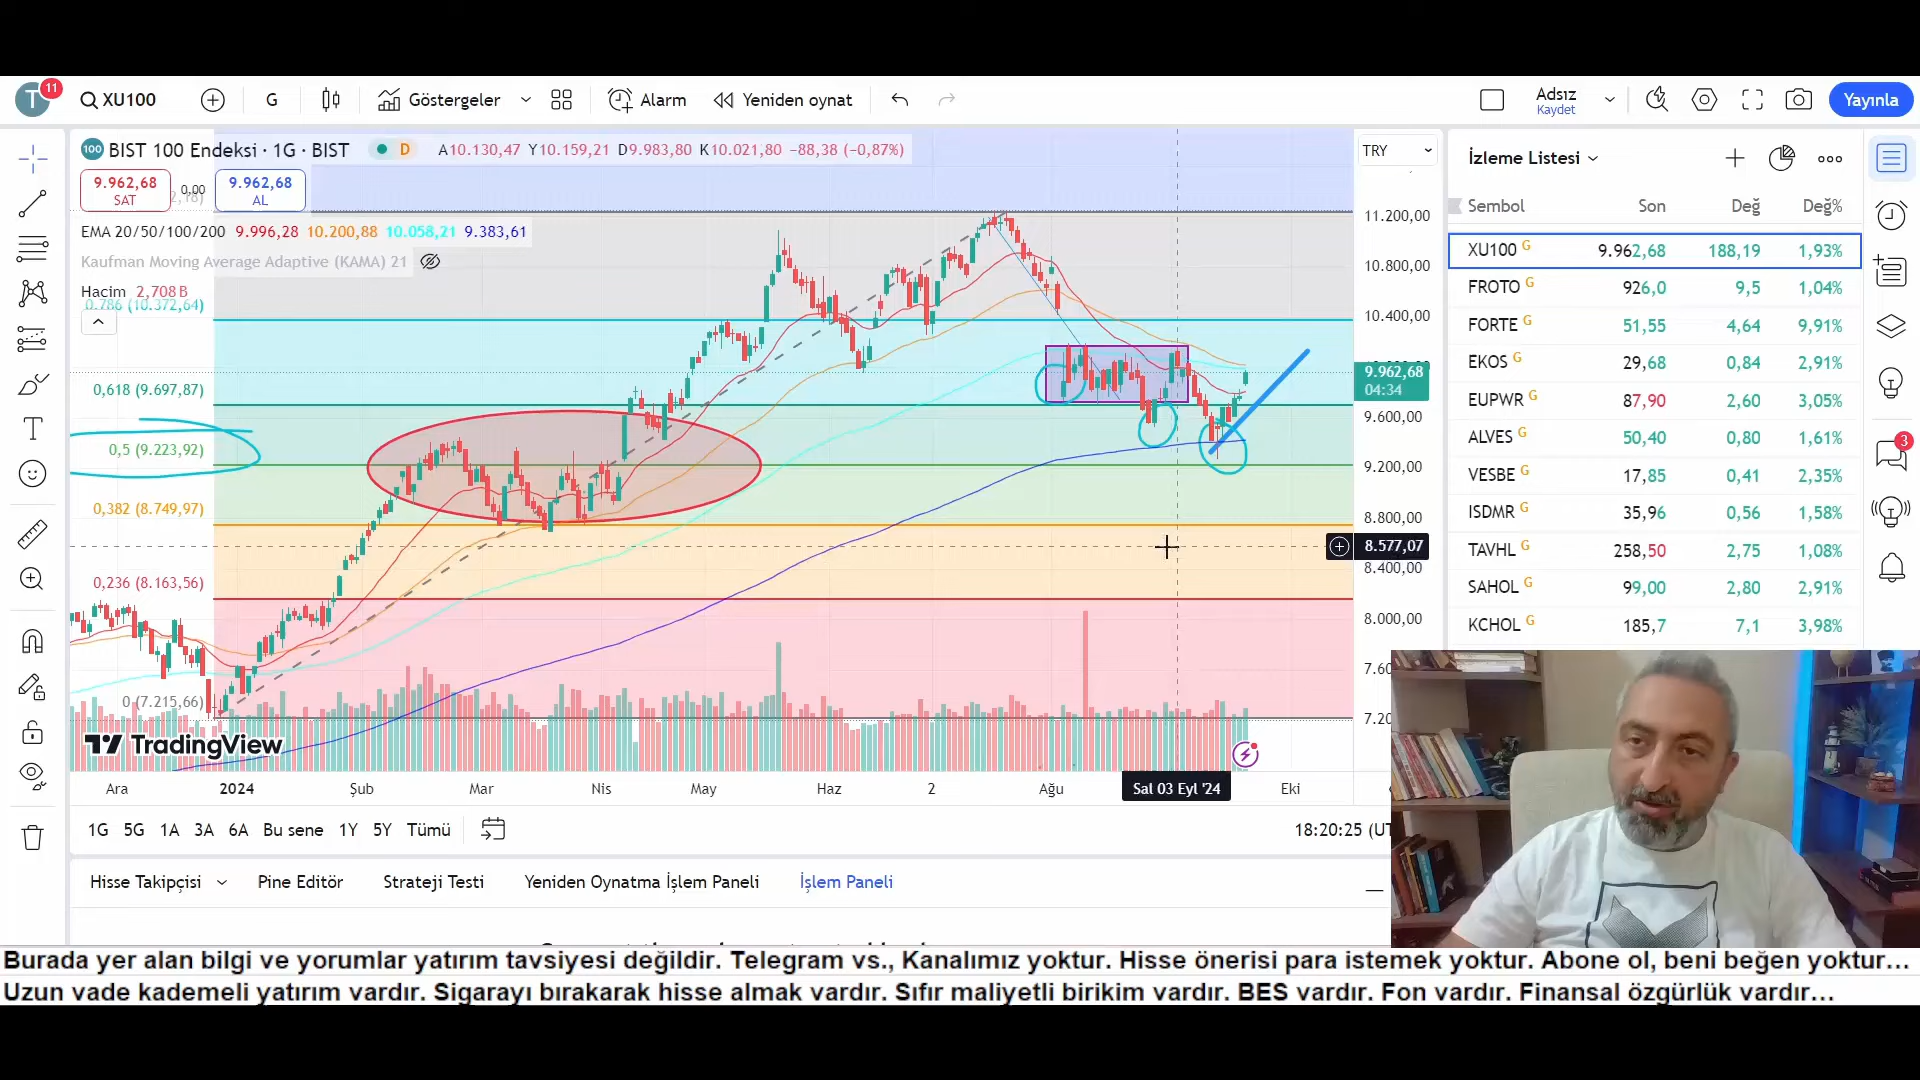 T 11 XU100 G Göstergeler Alarm Yeniden oynat Adsız Kaydet Yayınla
100 BIST 100 Endeksi · 1G · BIST D A10.130,47 Y10.159,21 D9.983,80 K10.021,80 −88,38 (−0,87%)
9.962,68 SAT 0,00 9.962,68 AL
EMA 20/50/100/200 9.996,28 10.200,88 10.058,21 9.383,61
Kaufman Moving Average Adaptive (KAMA) 21
Hacim 2,708B
0,786 (10.372,64)
0,618 (9.697,87)
0,5 (9.223,92)
0,382 (8.749,97)
0,236 (8.163,56)
0 (7.215,66)
TradingView
TRY
11.200,00
10.800,00
10.400,00
9.962,68
04:34
9.600,00
9.200,00
8.800,00
8.577,07
8.400,00
8.000,00
7.60
7.20
Ara 2024 Şub Mar Nis May Haz 2 Ağu Sal 03 Eyl '24 Eki
1G 5G 1A 3A 6A Bu sene 1Y 5Y Tümü 18:20:25 (UT
Hisse Takipçisi Pine Editör Strateji Testi Yeniden Oynatma İşlem Paneli İşlem Paneli
İzleme Listesi
Sembol Son Değ Değ%
XU100 G 9.962,68 188,19 1,93%
FROTO G 926,0 9,5 1,04%
FORTE G 51,55 4,64 9,91%
EKOS G 29,68 0,84 2,91%
EUPWR G 87,90 2,60 3,05%
ALVES G 50,40 0,80 1,61%
VESBE G 17,85 0,41 2,35%
ISDMR G 35,96 0,56 1,58%
TAVHL G 258,50 2,75 1,08%
SAHOL G 99,00 2,80 2,91%
KCHOL G 185,7 7,1 3,98%
3
Burada yer alan bilgi ve yorumlar yatırım tavsiyesi değildir. Telegram vs., Kanalımız yoktur. Hisse önerisi para istemek yoktur. Abone ol, beni beğen yoktur...
Uzun vade kademeli yatırım vardır. Sigarayı bırakarak hisse almak vardır. Sıfır maliyetli birikim vardır. BES vardır. Fon vardır. Finansal özgürlük vardır...